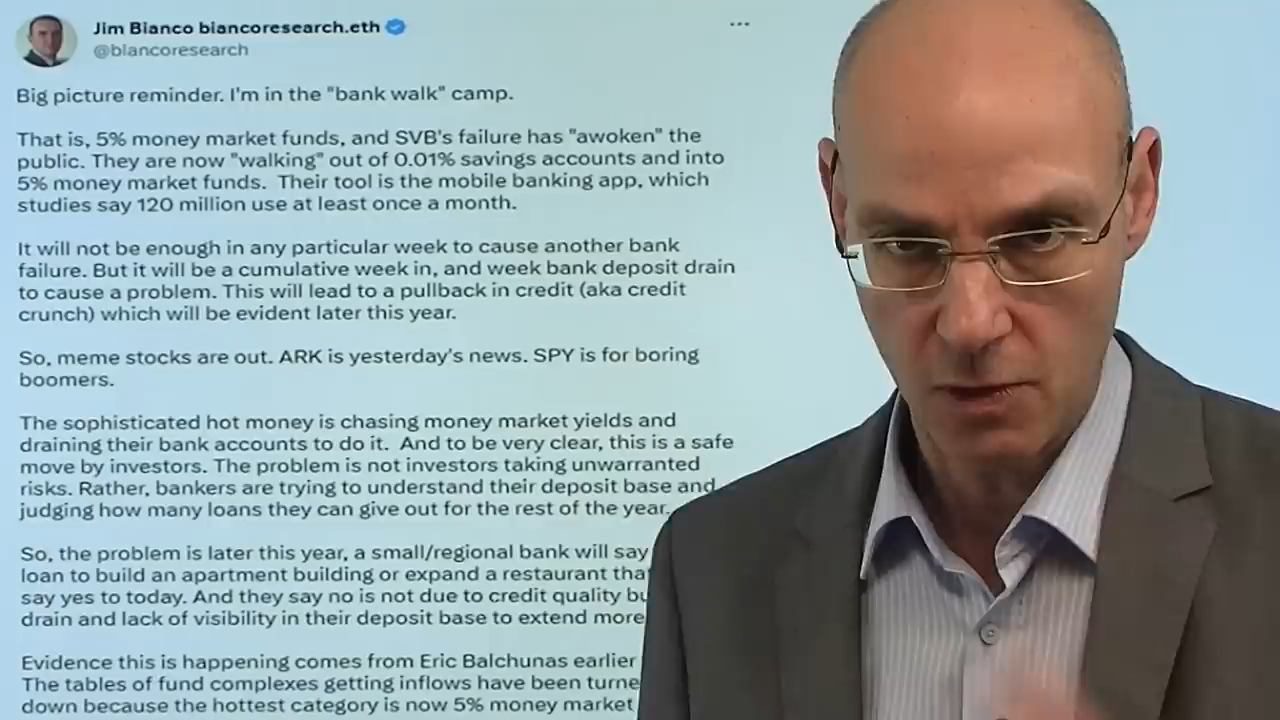 Jim Bianco biancoresearch.eth
@biancoresearch
Big picture reminder. I'm in the "bank walk" camp.
That is, 5% money market funds, and SVB's failure has "awoken" the
public. They are now "walking" out of 0.01% savings accounts and into
5% money market funds. Their tool is the mobile banking app, which
studies say 120 million use at least once a month.
It will not be enough in any particular week to cause another bank
failure. But it will be a cumulative week in, and week bank deposit drain
to cause a problem. This will lead to a pullback in credit (aka credit
crunch) which will be evident later this year.
So, meme stocks are out. ARK is yesterday's news. SPY is for boring
boomers.
The sophisticated hot money is chasing money market yields and
draining their bank accounts to do it. And to be very clear, this is a safe
move by investors. The problem is not investors taking unwarranted
risks. Rather, bankers are trying to understand their deposit base and
judging how many loans they can give out for the rest of the year.
So, the problem is later this year, a small/regional bank will say
loan to build an apartment building or expand a restaurant tha
say yes to today. And they say no is not due to credit quality bu
drain and lack of visibility in their deposit base to extend more
Evidence this is happening comes from Eric Balchunas earlier
The tables of fund complexes getting inflows have been turne
down because the hottest category is now 5% money market